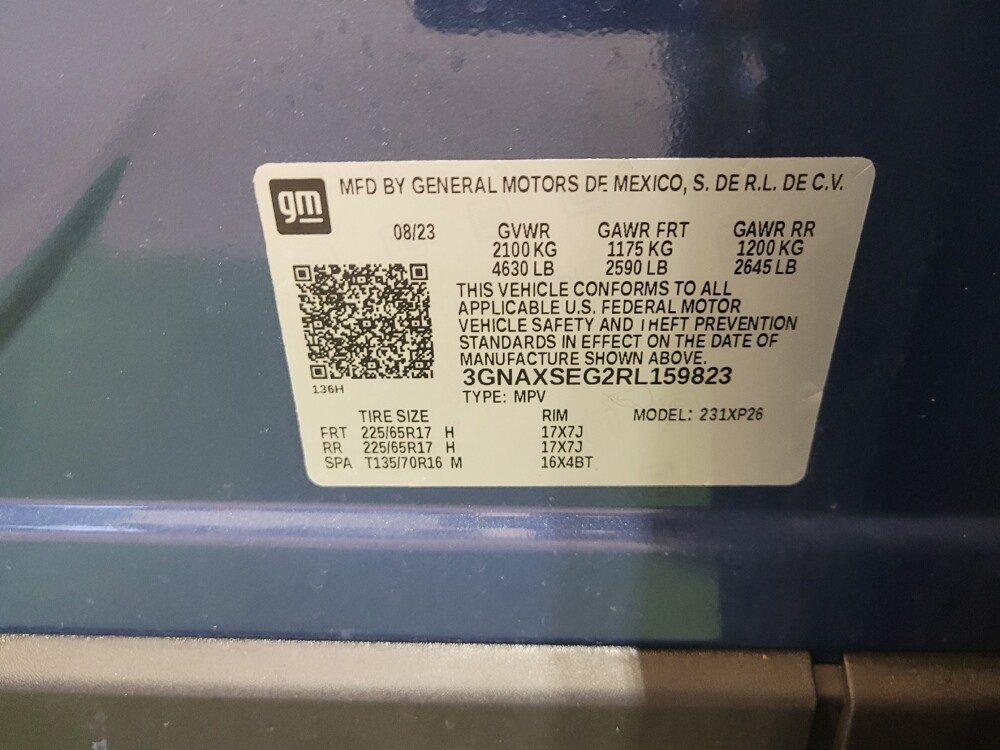 gm
MFD BY GENERAL MOTORS DE MEXICO, S. DE R.L. DE C.V.
08/23 GVWR GAWR FRT GAWR RR
2100 KG 1175 KG 1200 KG
4630 LB 2590 LB 2645 LB
THIS VEHICLE CONFORMS TO ALL
APPLICABLE U.S. FEDERAL MOTOR
VEHICLE SAFETY AND THEFT PREVENTION
STANDARDS IN EFFECT ON THE DATE OF
MANUFACTURE SHOWN ABOVE.
3GNAXSEG2RL159823
136H
TYPE: MPV
TIRE SIZE RIM MODEL: 231XP26
FRT 225/65R17 H 17X7J
RR 225/65R17 H 17X7J
SPA T135/70R16 M 16X4BT